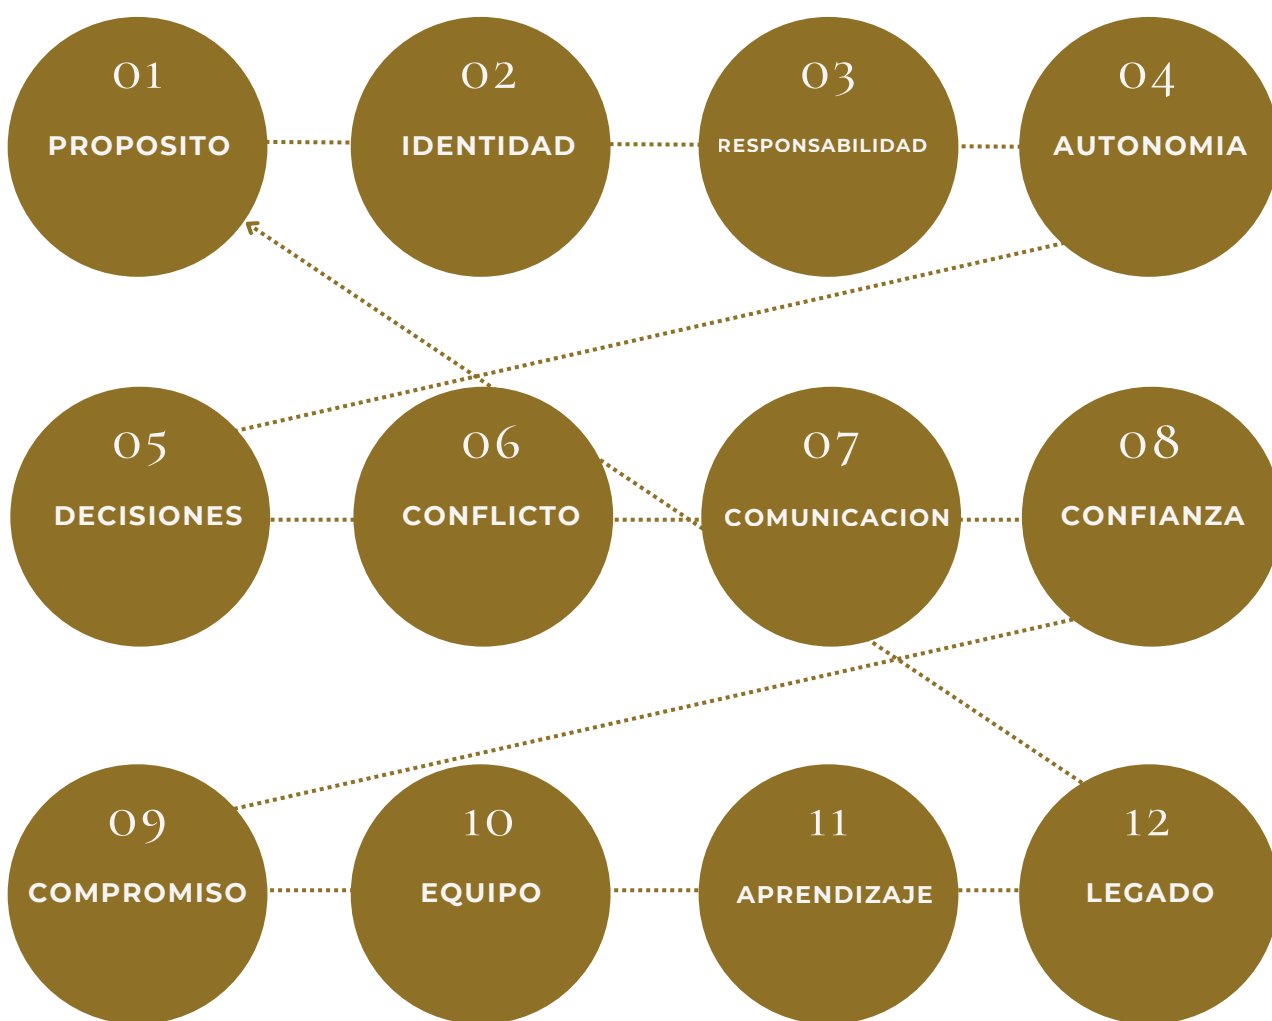 01
PROPOSITO
02
IDENTIDAD
03
RESPONSABILIDAD
04
AUTONOMIA
05
DECISIONES
06
CONFLICTO
07
COMUNICACION
08
CONFIANZA
09
COMPROMISO
10
EQUIPO
11
APRENDIZAJE
12
LEGADO